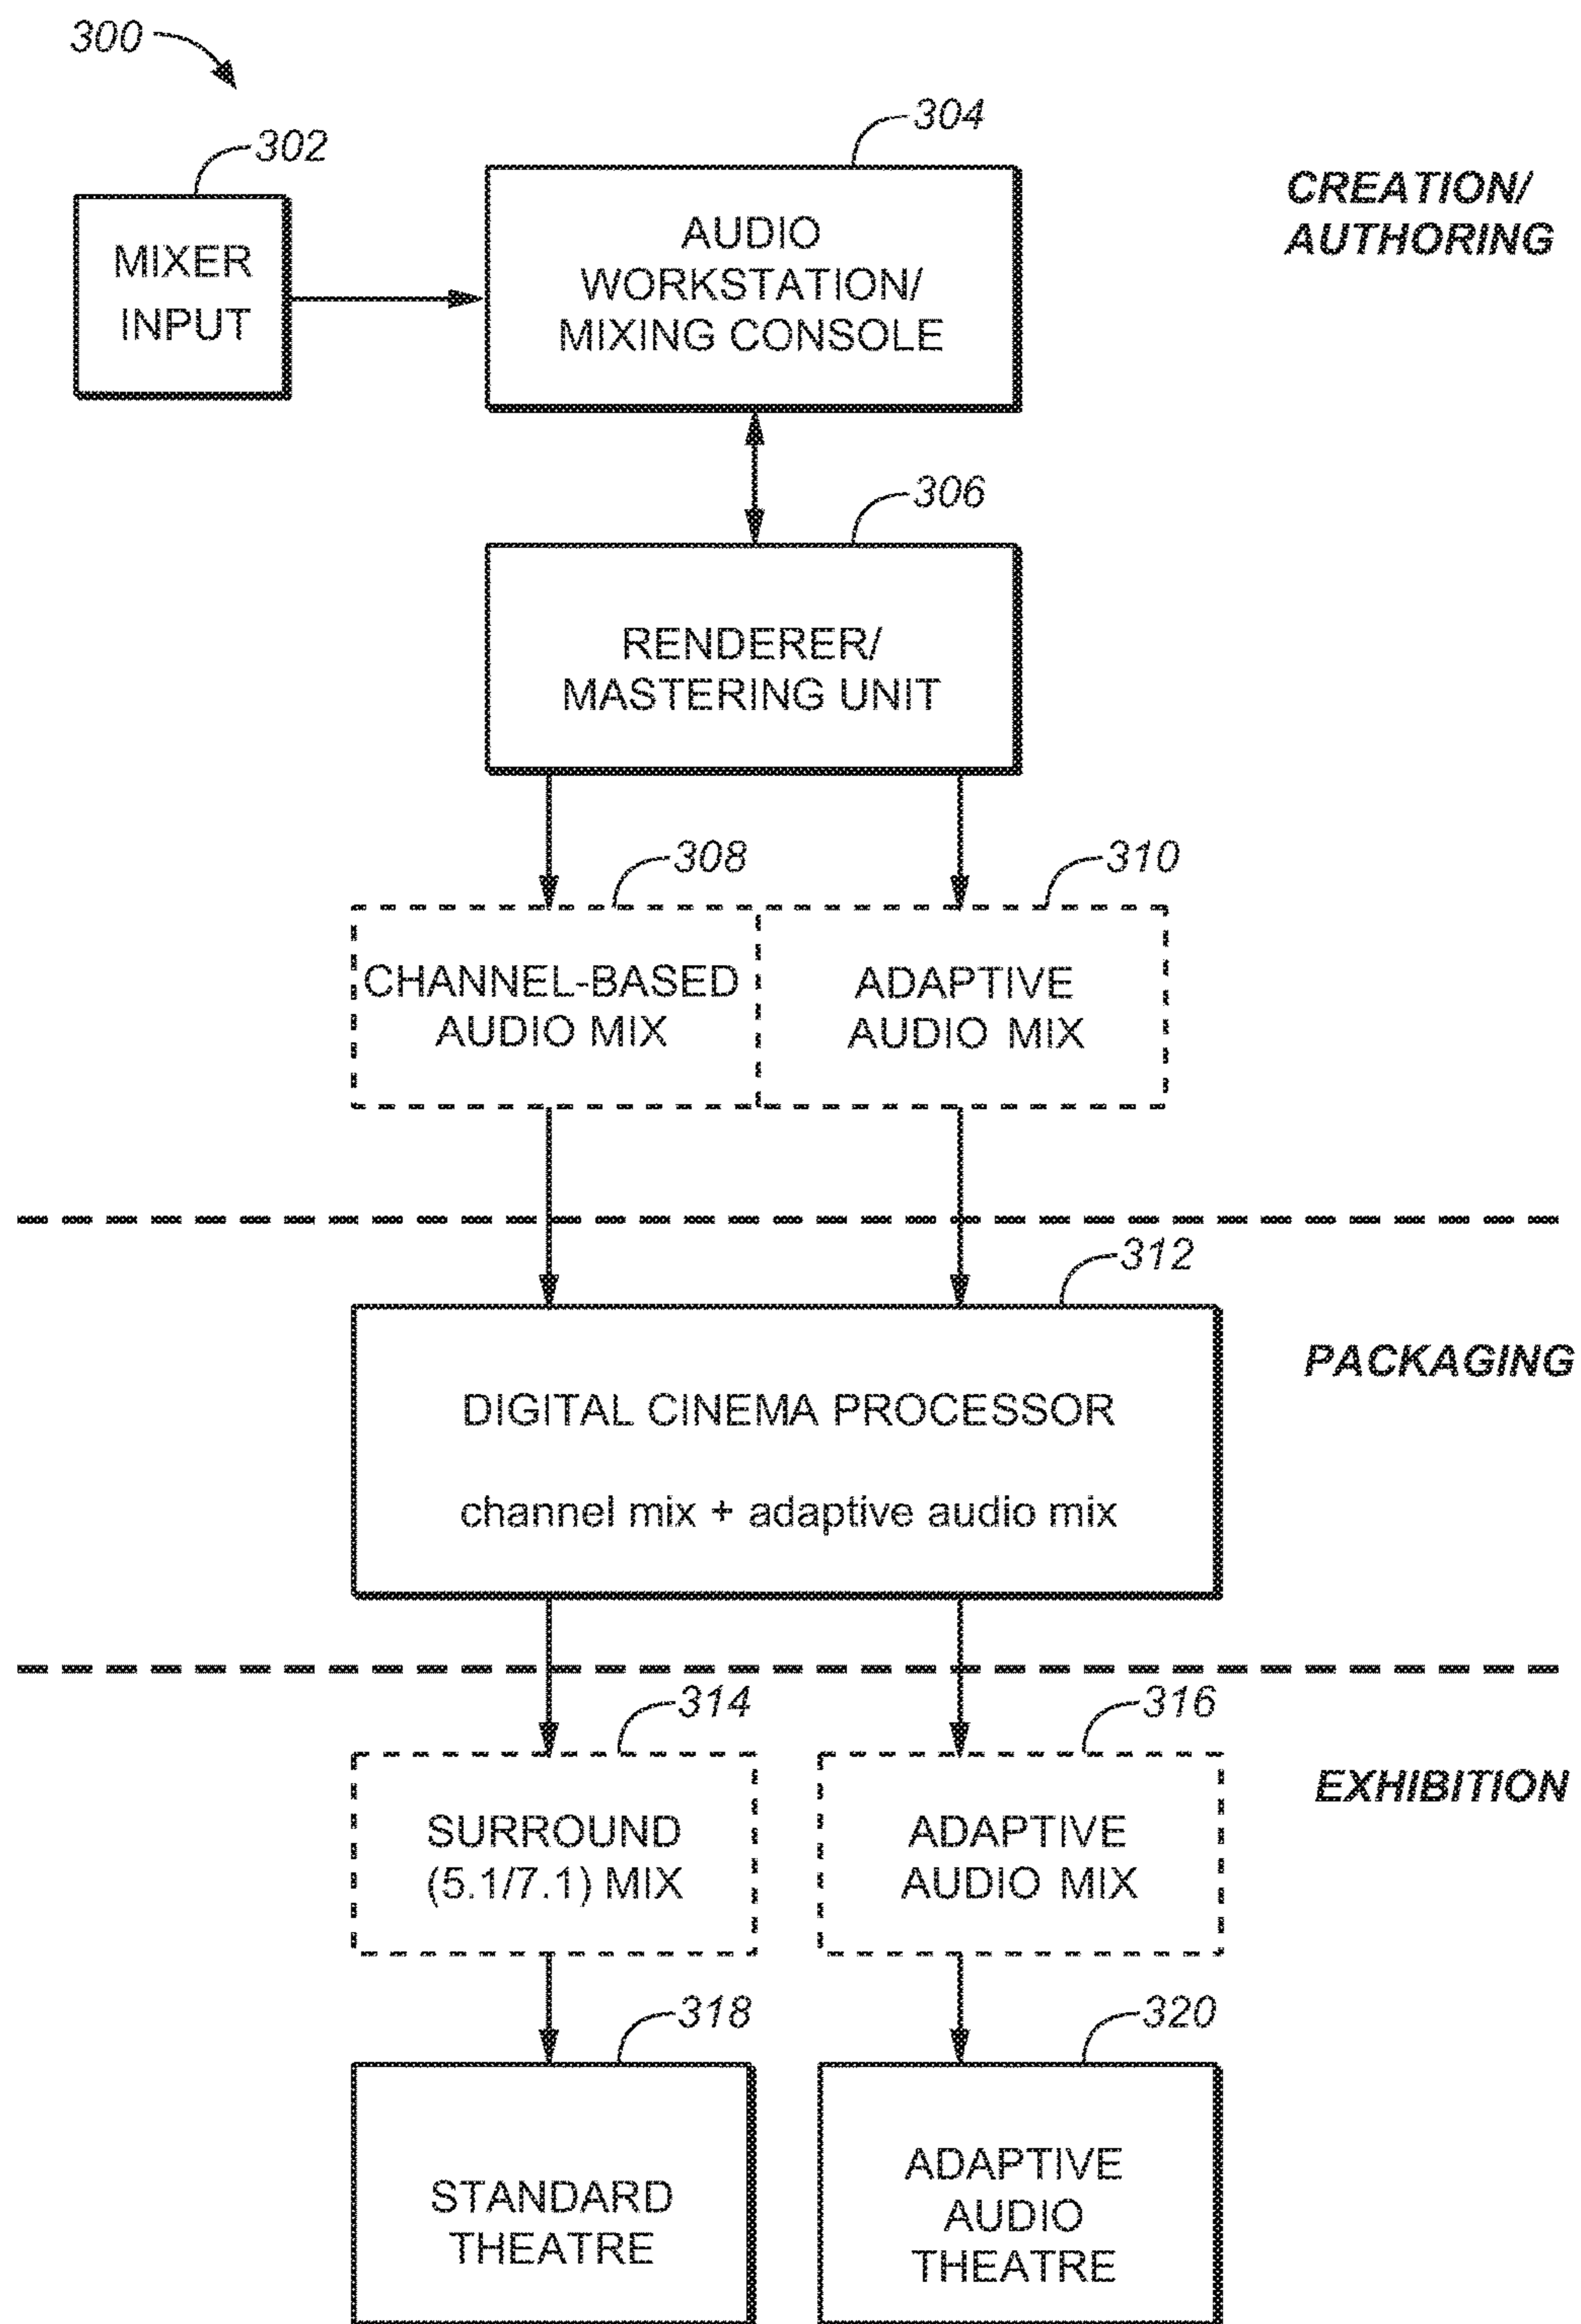 300
302
304
MIXER
INPUT
AUDIO
WORKSTATION/
MIXING CONSOLE
CREATION/
AUTHORING
306
RENDERER/
MASTERING UNIT
308
310
CHANNEL-BASED
AUDIO MIX
ADAPTIVE
AUDIO MIX
312
DIGITAL CINEMA PROCESSOR
channel mix + adaptive audio mix
PACKAGING
314
316
SURROUND
(5.1/7.1) MIX
ADAPTIVE
AUDIO MIX
EXHIBITION
318
320
STANDARD
THEATRE
ADAPTIVE
AUDIO
THEATRE